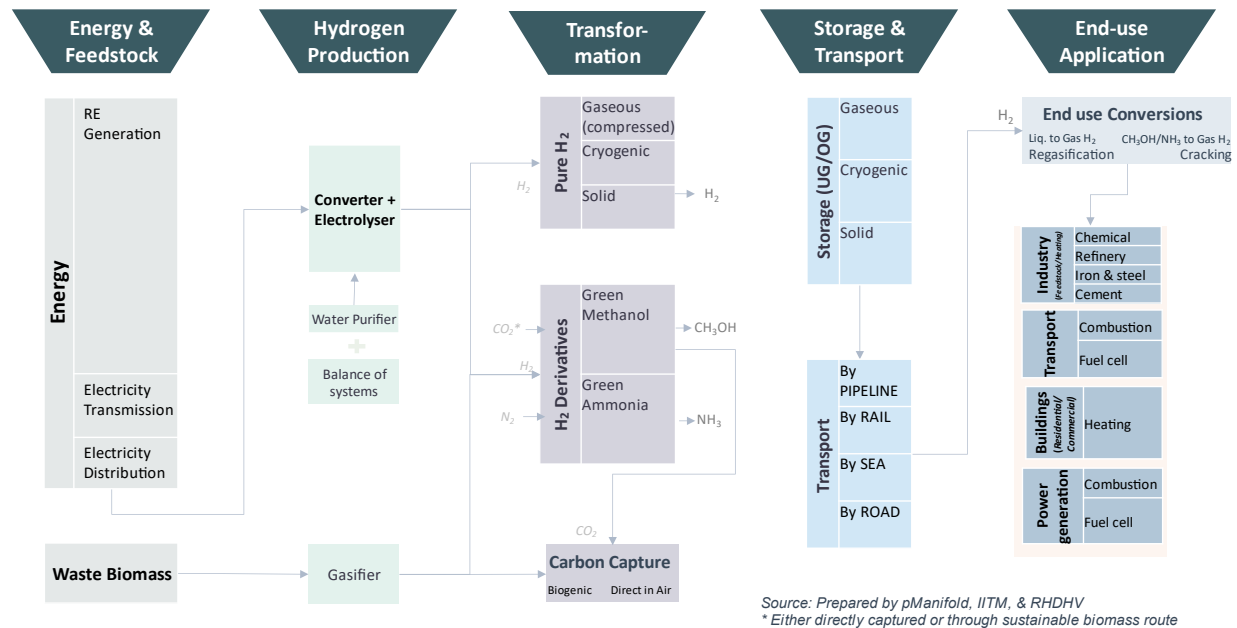 Energy &
Feedstock
Hydrogen
Production
Transfor-
mation
Storage &
Transport
End-use
Application
Energy
RE
Generation
Electricity
Transmission
Electricity
Distribution
Waste Biomass
Converter +
Electrolyser
Water Purifier
+
Balance of
systems
Gasifier
H₂
Pure H₂
Gaseous
(compressed)
Cryogenic
Solid
H₂
CO₂*
H₂
N₂
H₂ Derivatives
Green
Methanol
Green
Ammonia
CH₃OH
NH₃
CO₂
Carbon Capture
Biogenic Direct in Air
Storage (UG/OG)
Gaseous
Cryogenic
Solid
Transport
By
PIPELINE
By RAIL
By SEA
By ROAD
H₂
End use Conversions
Liq. to Gas H₂ CH₃OH/NH₃ to Gas H₂
Regasification Cracking
Industry
(Feedstock/Heating)
Chemical
Refinery
Iron & steel
Cement
Transport
Combustion
Fuel cell
Buildings
(Residential/
Commercial)
Heating
Power
generation
Combustion
Fuel cell
Source: Prepared by pManifold, IITM, & RHDHV
* Either directly captured or through sustainable biomass route